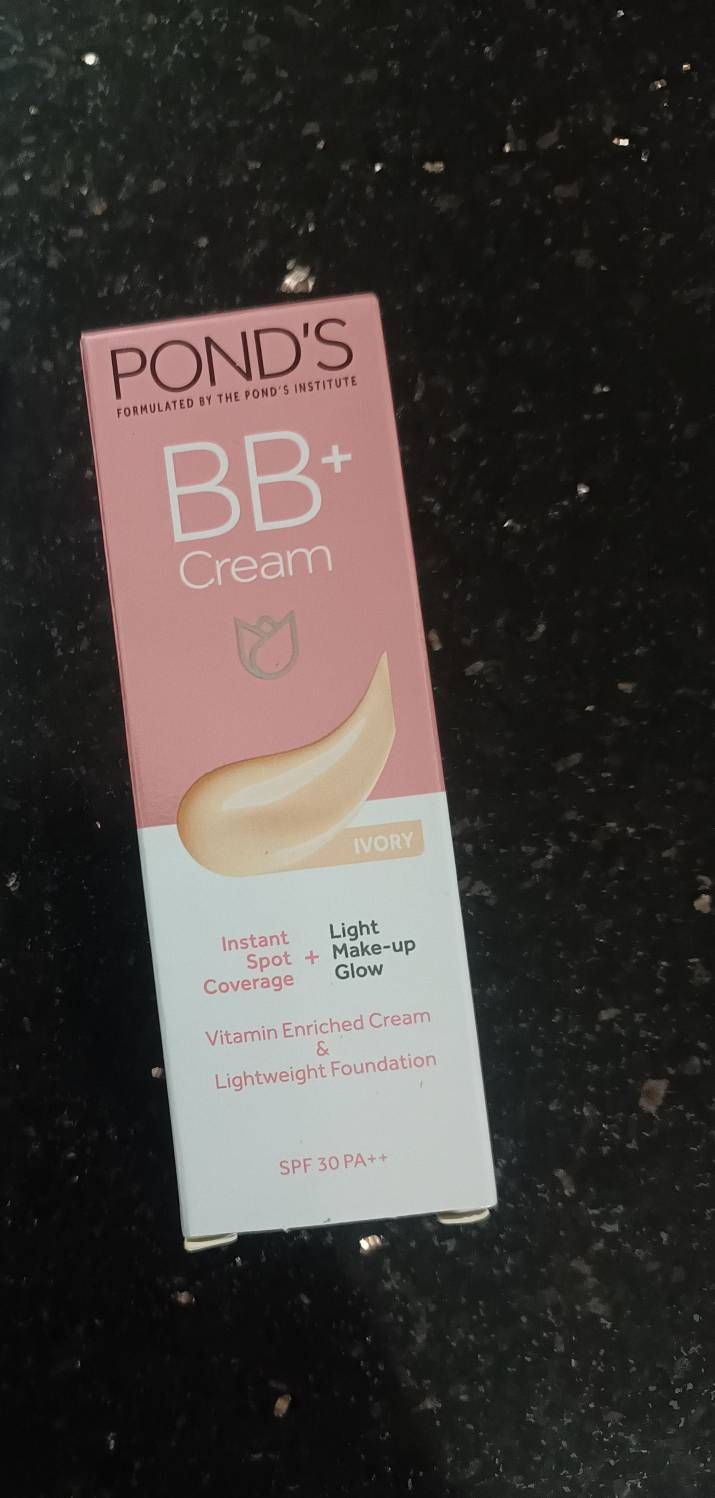 POND'S
FORMULATED BY THE POND'S INSTITUTE
BB+
Cream
IVORY
Instant
Spot
Coverage
+
Light
Make-up
Glow
Vitamin Enriched Cream
&
Lightweight Foundation
SPF 30 PA++